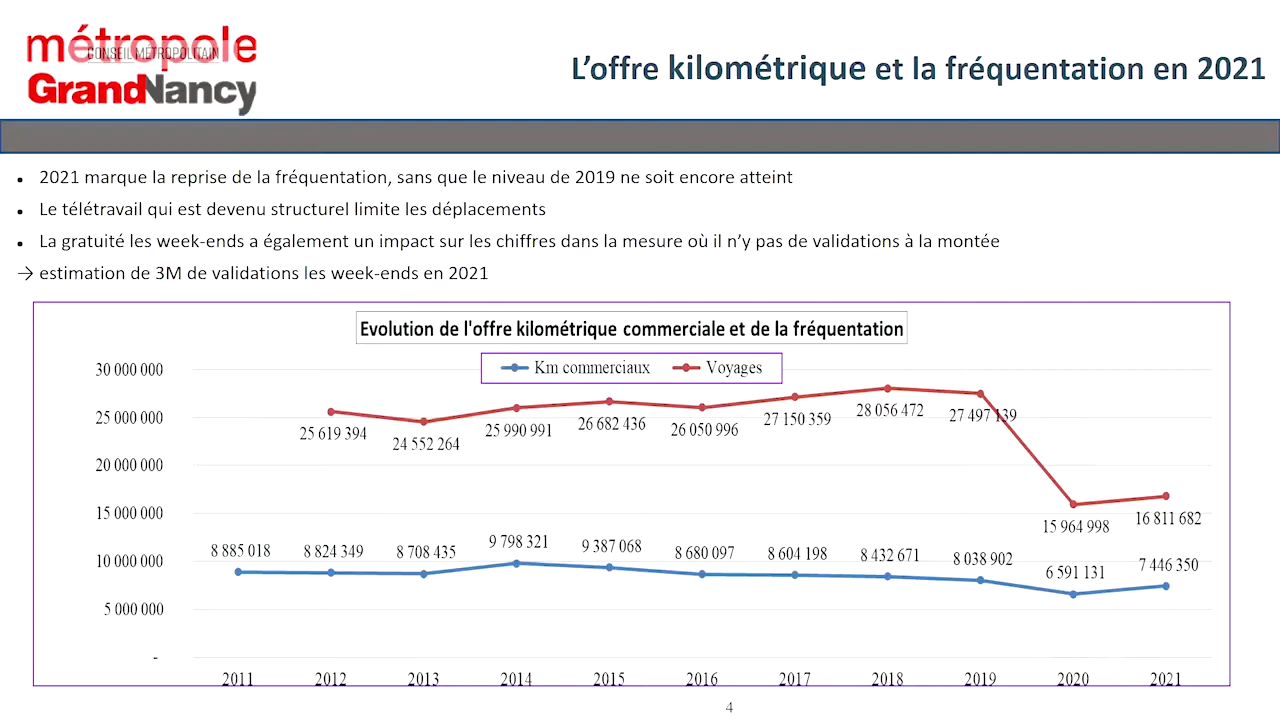 métropole
CONSEIL MÉTROPOLITAIN
GrandNancy
L'offre kilométrique et la fréquentation en 2021
• 2021 marque la reprise de la fréquentation, sans que le niveau de 2019 ne soit encore atteint
• Le télétravail qui est devenu structurel limite les déplacements
• La gratuité les week-ends a également un impact sur les chiffres dans la mesure où il n'y pas de validations à la montée
→ estimation de 3M de validations les week-ends en 2021
Evolution de l'offre kilométrique commerciale et de la fréquentation
Km commerciaux Voyages
30 000 000
25 000 000
20 000 000
15 000 000
10 000 000
5 000 000
-
25 619 394 24 552 264 25 990 991 26 682 436 26 050 996 27 150 359 28 056 472 27 497 139 15 964 998 16 811 682
8 885 018 8 824 349 8 708 435 9 798 321 9 387 068 8 680 097 8 604 198 8 432 671 8 038 902 6 591 131 7 446 350
2011 2012 2013 2014 2015 2016 2017 2018 2019 2020 2021
4